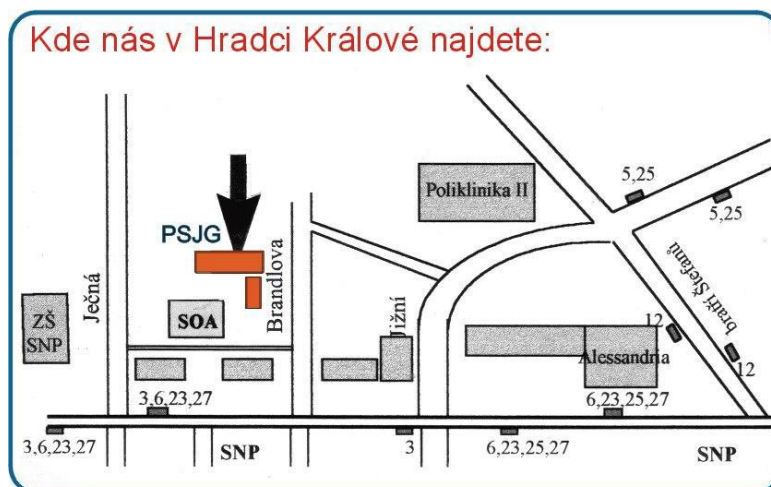 Kde nás v Hradci Králové najdete:
Poliklinika II
5,25
5,25
PSJG
Ječná
Brandlova
bratří Štefanů
ZŠ
SNP
SOA
Jižní
12
12
Alessandria
3,6,23,27
6,23,25,27
3,6,23,27
SNP
3
6,23,25,27
SNP